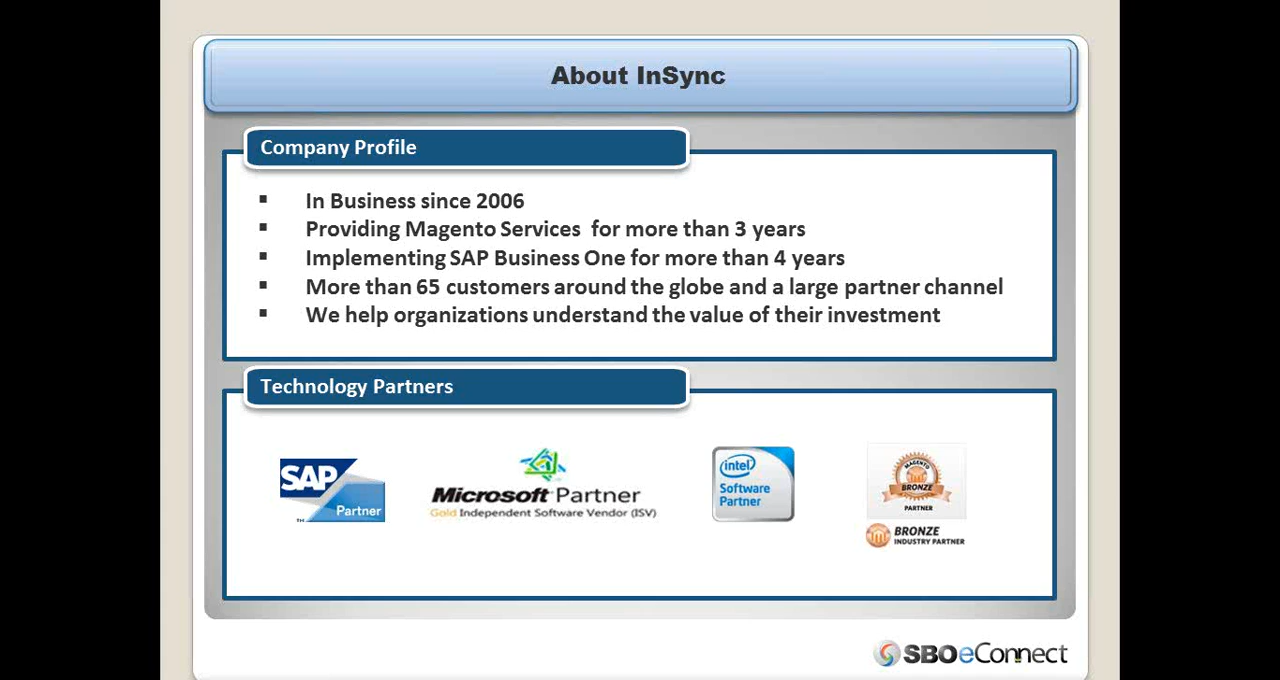 About InSync
Company Profile
▪ In Business since 2006
▪ Providing Magento Services for more than 3 years
▪ Implementing SAP Business One for more than 4 years
▪ More than 65 customers around the globe and a large partner channel
▪ We help organizations understand the value of their investment
Technology Partners
SAP
Partner
TM
Microsoft Partner
Gold Independent Software Vendor (ISV)
intel
Software
Partner
MAGENTO
BRONZE
PARTNER
BRONZE
INDUSTRY PARTNER
SBOeConnect